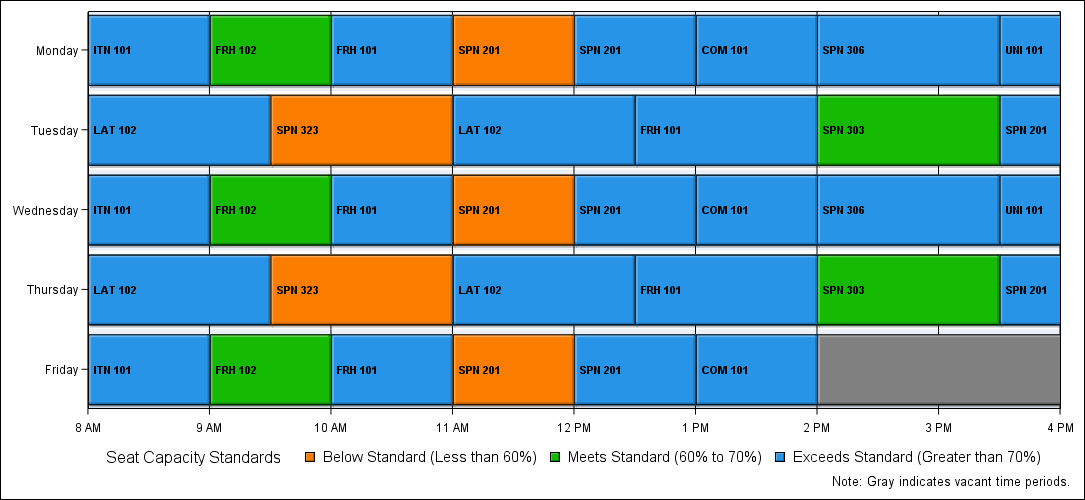 Monday ITN 101 FRH 102 FRH 101 SPN 201 SPN 201 COM 101 SPN 306 UNI 101
Tuesday LAT 102 SPN 323 LAT 102 FRH 101 SPN 303 SPN 201
Wednesday ITN 101 FRH 102 FRH 101 SPN 201 SPN 201 COM 101 SPN 306 UNI 101
Thursday LAT 102 SPN 323 LAT 102 FRH 101 SPN 303 SPN 201
Friday ITN 101 FRH 102 FRH 101 SPN 201 SPN 201 COM 101
8 AM 9 AM 10 AM 11 AM 12 PM 1 PM 2 PM 3 PM 4 PM
Seat Capacity Standards Below Standard (Less than 60%) Meets Standard (60% to 70%) Exceeds Standard (Greater than 70%)
Note: Gray indicates vacant time periods.